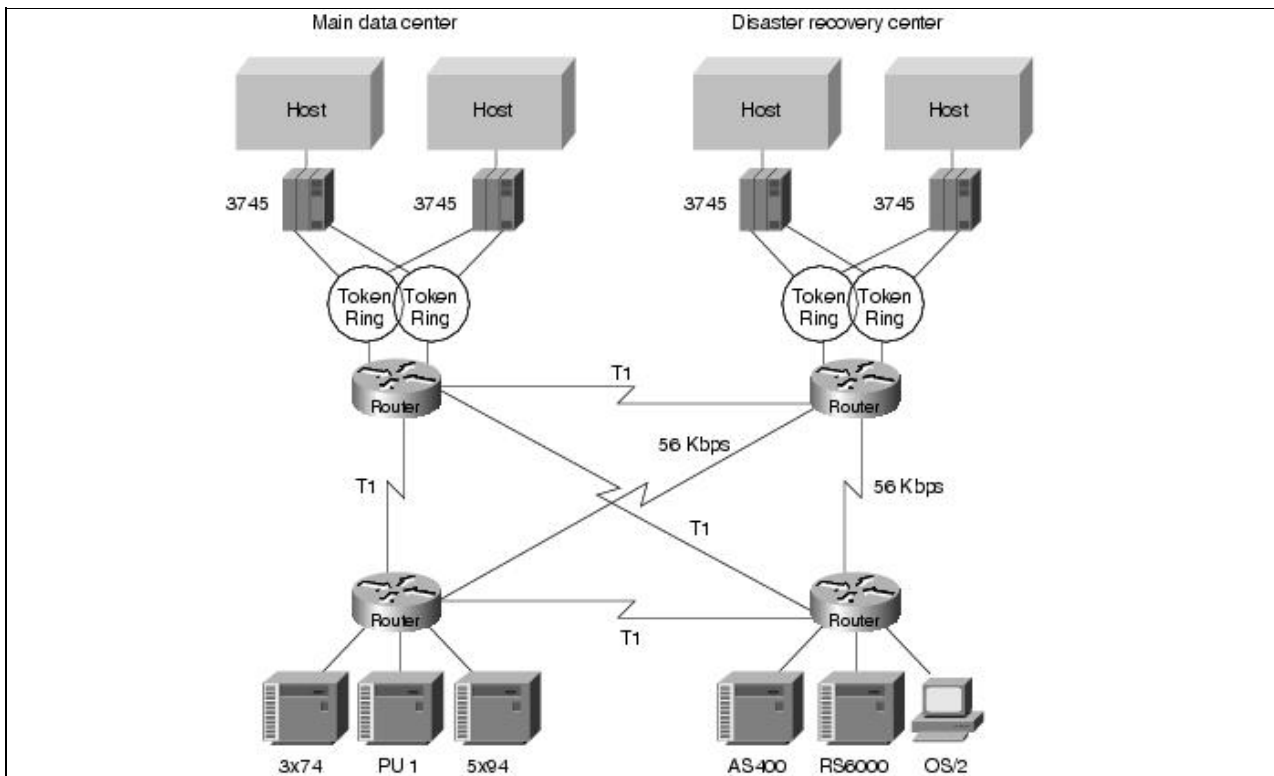 Main data center
Disaster recovery center
Host
Host
Host
Host
3745
3745
3745
3745
Token
Ring
Token
Ring
Token
Ring
Token
Ring
T1
Router
Router
56 Kbps
T1
56 Kbps
T1
Router
Router
T1
3x74
PU 1
5x94
AS400
RS6000
OS/2